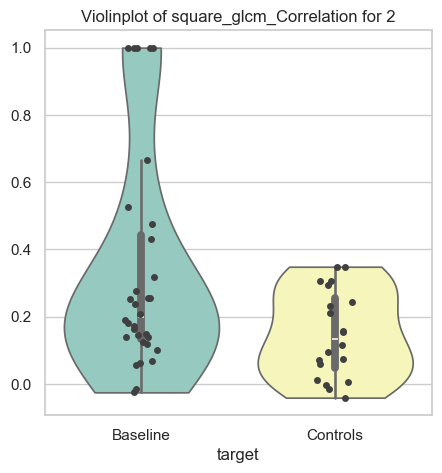 Violinplot of square_glcm_Correlation for 2
1.0
0.8
0.6
0.4
0.2
0.0
Baseline Controls
target